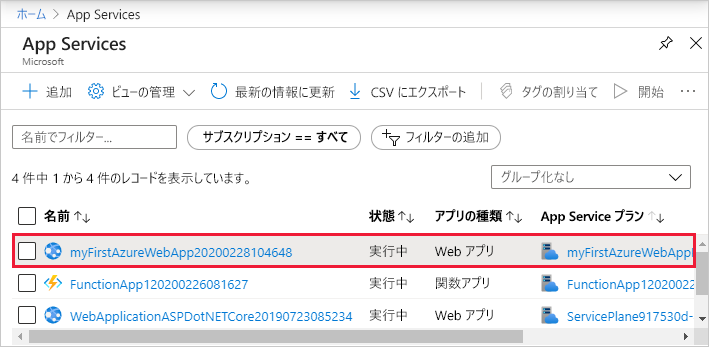 ホーム > App Services
App Services
Microsoft
追加 ビューの管理 最新の情報に更新 CSV にエクスポート タグの割り当て 開始 ...
名前でフィルター... サブスクリプション == すべて フィルターの追加
4 件中 1 から 4 件のレコードを表示しています。 グループ化なし
名前 ↑↓ 状態 ↑↓ アプリの種類 ↑↓ App Service プラン ↑↓
myFirstAzureWebApp20200228104648 実行中 Web アプリ myFirstAzureWebApp
FunctionApp120200226081627 実行中 関数アプリ FunctionApp12020022
WebApplicationASPDotNETCore20190723085234 実行中 Web アプリ ServicePlane917530d-